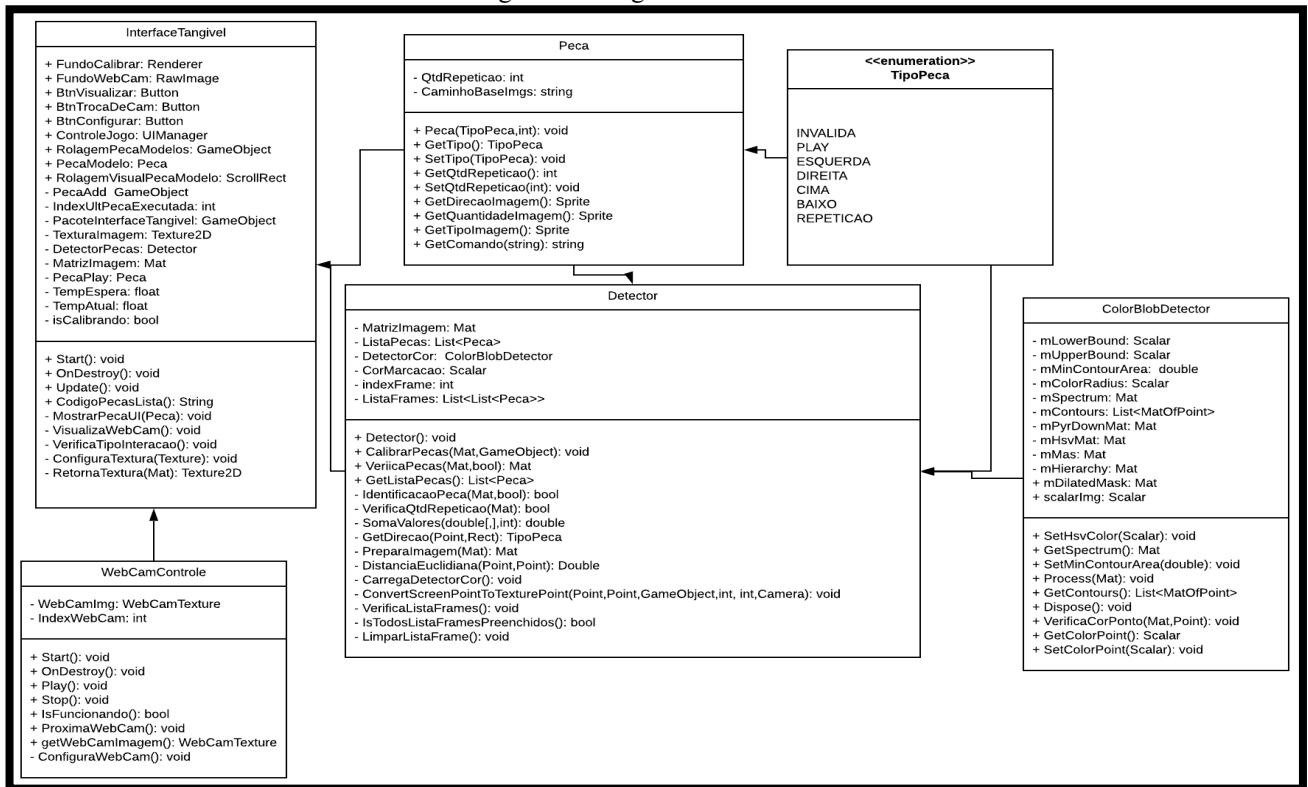 InterfaceTangivel
+ FundoCalibrar: Renderer
+ FundoWebCam: RawImage
+ BtnVisualizar: Button
+ BtnTrocaDeCam: Button
+ BtnConfigurar: Button
+ ControleJogo: UIManager
+ RolagemPecaModelos: GameObject
+ PecaModelo: Peca
+ RolagemVisualPecaModelo: ScrollRect
- PecaAdd  GameObject
- IndexUltPecaExecutada: int
- PacoteInterfaceTangivel: GameObject
- TexturaImagem: Texture2D
- DetectorPecas: Detector
- MatrizImagem: Mat
- PecaPlay: Peca
- TempEspera: float
- TempAtual: float
- isCalibrando: bool
+ Start(): void
+ OnDestroy(): void
+ Update(): void
+ CodigoPecasLista(): String
- MostrarPecaUI(Peca): void
- VisualizaWebCam(): void
- VerificaTipoInteracao(): void
- ConfiguraTextura(Texture): void
- RetornaTextura(Mat): Texture2D
Peca
- QtdRepeticao: int
- CaminhoBaseImgs: string
+ Peca(TipoPeca,int): void
+ GetTipo(): TipoPeca
+ SetTipo(TipoPeca): void
+ GetQtdRepeticao(): int
+ SetQtdRepeticao(int): void
+ GetDirecaoImagem(): Sprite
+ GetQuantidadeImagem(): Sprite
+ GetTipoImagem(): Sprite
+ GetComando(string): string
<<enumeration>>
TipoPeca
INVALIDA
PLAY
ESQUERDA
DIREITA
CIMA
BAIXO
REPETICAO
Detector
- MatrizImagem: Mat
- ListaPecas: List<Peca>
- DetectorCor:  ColorBlobDetector
- CorMarcacao: Scalar
- indexFrame: int
- ListaFrames: List<List<Peca>>
+ Detector(): void
+ CalibrarPecas(Mat,GameObject): void
+ VeriicaPecas(Mat,bool): Mat
+ GetListaPecas(): List<Peca>
- IdentificacaoPeca(Mat,bool): bool
- VerificaQtdRepeticao(Mat): bool
- SomaValores(double[,],int): double
- GetDirecao(Point,Rect): TipoPeca
- PreparaImagem(Mat): Mat
- DistanciaEuclidiana(Point,Point): Double
- CarregaDetectorCor(): void
- ConvertScreenPointToTexturePoint(Point,Point,GameObject,int, int,Camera): void
- VerificaListaFrames(): void
- IsTodosListaFramesPreenchidos(): bool
- LimparListaFrame(): void
ColorBlobDetector
- mLowerBound: Scalar
- mUpperBound: Scalar
- mMinContourArea:  double
- mColorRadius: Scalar
- mSpectrum: Mat
- mContours: List<MatOfPoint>
- mPyrDownMat: Mat
- mHsvMat: Mat
- mMas: Mat
- mHierarchy: Mat
+ mDilatedMask: Mat
+ scalarImg: Scalar
+ SetHsvColor(Scalar): void
+ GetSpectrum(): Mat
+ SetMinContourArea(double): void
+ Process(Mat): void
+ GetContours(): List<MatOfPoint>
+ Dispose(): void
+ VerificaCorPonto(Mat,Point): void
+ GetColorPoint(): Scalar
+ SetColorPoint(Scalar): void
WebCamControle
- WebCamImg: WebCamTexture
- IndexWebCam: int
+ Start(): void
+ OnDestroy(): void
+ Play(): void
+ Stop(): void
+ IsFuncionando(): bool
+ ProximaWebCam(): void
+ getWebCamImagem(): WebCamTexture
- ConfiguraWebCam(): void